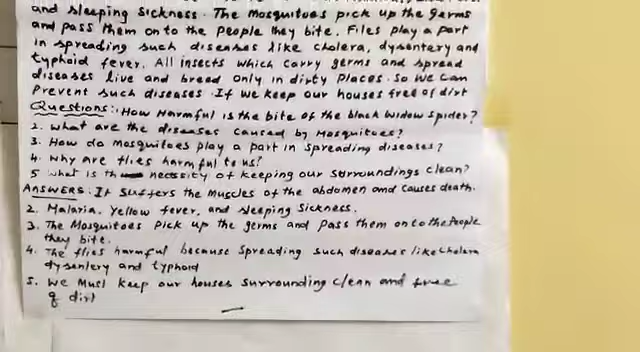 and sleeping sickness. The Mosquitoes pick up the germs
and pass them on to the people they bite. Files play a part
in spreading such diseases like cholera, dysentery and
typhoid fever. All insects which carry germs and spread
diseases live and breed only in dirty places. So we can
Prevent such diseases. If we keep our houses free of dirt
Questions: How Harmful is the bite of the black widow spider?
2. what are the diseases caused by Mosquitoes?
3. How do mosquitoes play a part in spreading diseases?
4. Why are flies harmful to us?
5 what is the necssity of keeping our surroundings clean?
Answers: It suffers the Muscles of the abdomen and causes death.
2. Malaria. Yellow fever, and sleeping Sickness.
3. The Mosquitoes pick up the germs and pass them on to the people
they bite.
4. The flies harmful because spreading such diseases like cholera
dysentery and typhoid
5. We Must keep our houses surrounding clean and free
of dirt